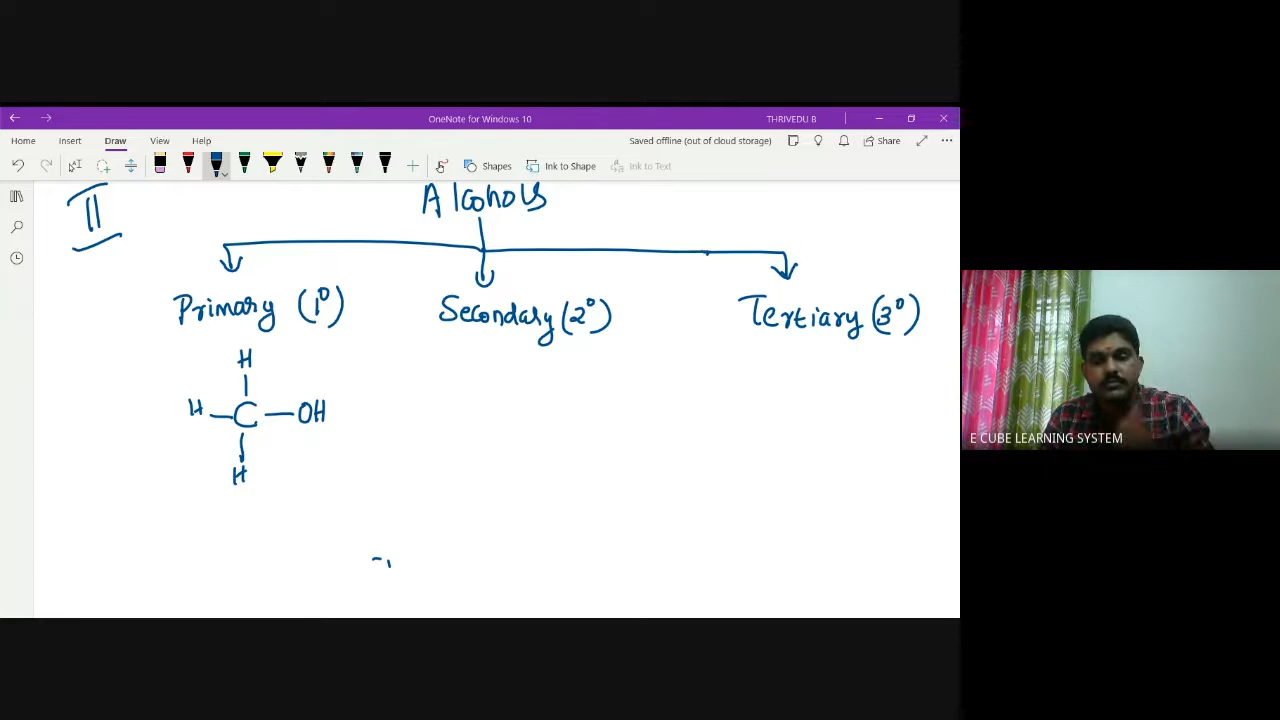 OneNote for Windows 10
THRIVEDU B
Home Insert Draw View Help
Saved offline (out of cloud storage)
Share
Shapes
Ink to Shape
Ink to Text
II
Alcohols
Primary (1°)
Secondary (2°)
Tertiary (3°)
H
H — C — OH
H
E CUBE LEARNING SYSTEM